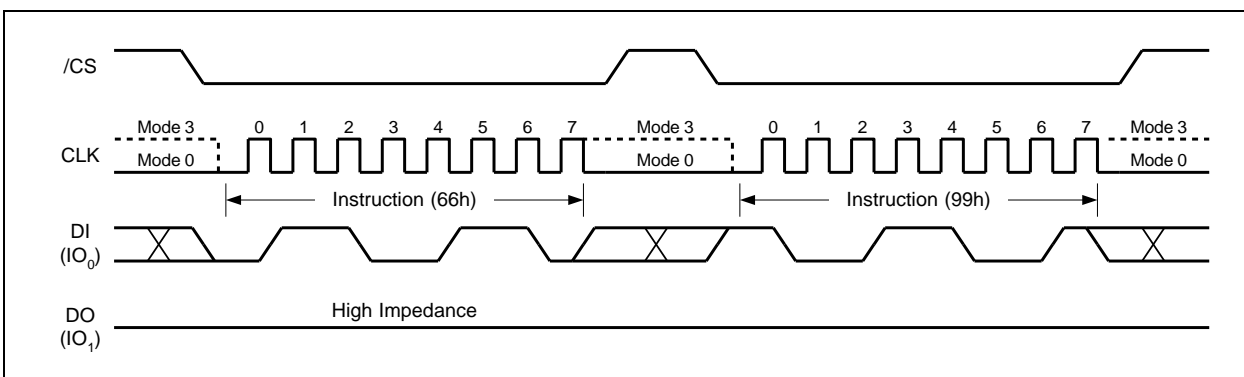 /CS
Mode 3 0 1 2 3 4 5 6 7 Mode 3 0 1 2 3 4 5 6 7 Mode 3
CLK
Mode 0 Mode 0 Mode 0
Instruction (66h) Instruction (99h)
DI
(IO₀)
High Impedance
DO
(IO₁)